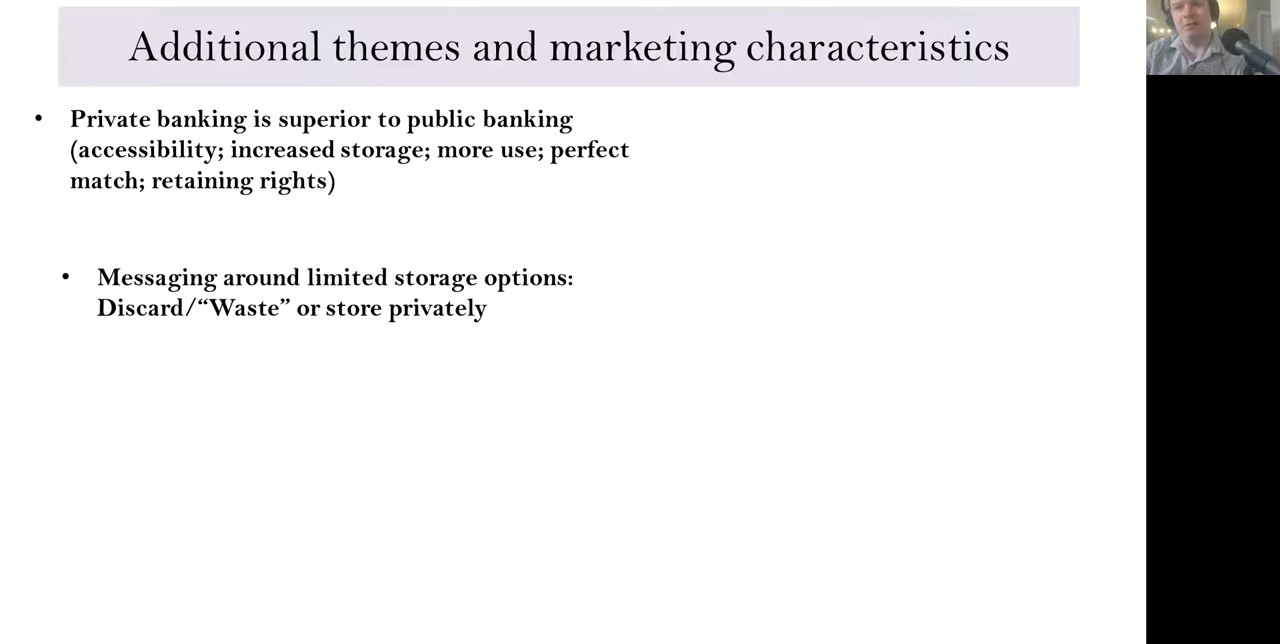 Additional themes and marketing characteristics
• Private banking is superior to public banking
(accessibility; increased storage; more use; perfect
match; retaining rights)
• Messaging around limited storage options:
Discard/“Waste” or store privately